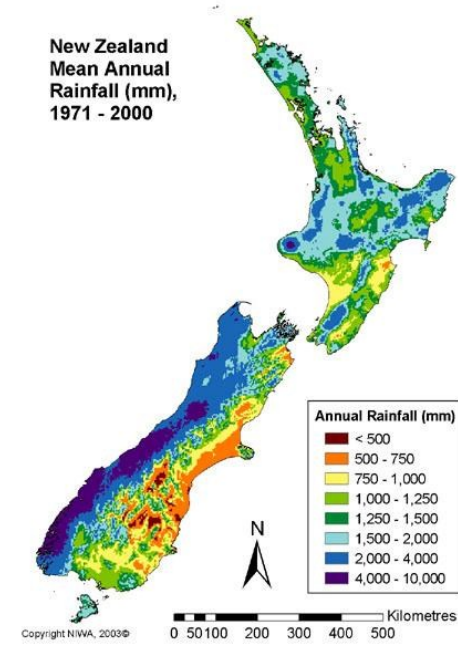 New Zealand
Mean Annual
Rainfall (mm),
1971 - 2000
Annual Rainfall (mm)
< 500
500 - 750
750 - 1,000
1,000 - 1,250
1,250 - 1,500
1,500 - 2,000
2,000 - 4,000
4,000 - 10,000
N
Kilometres
0 50 100 200 300 400 500
Copyright NIWA, 2003©